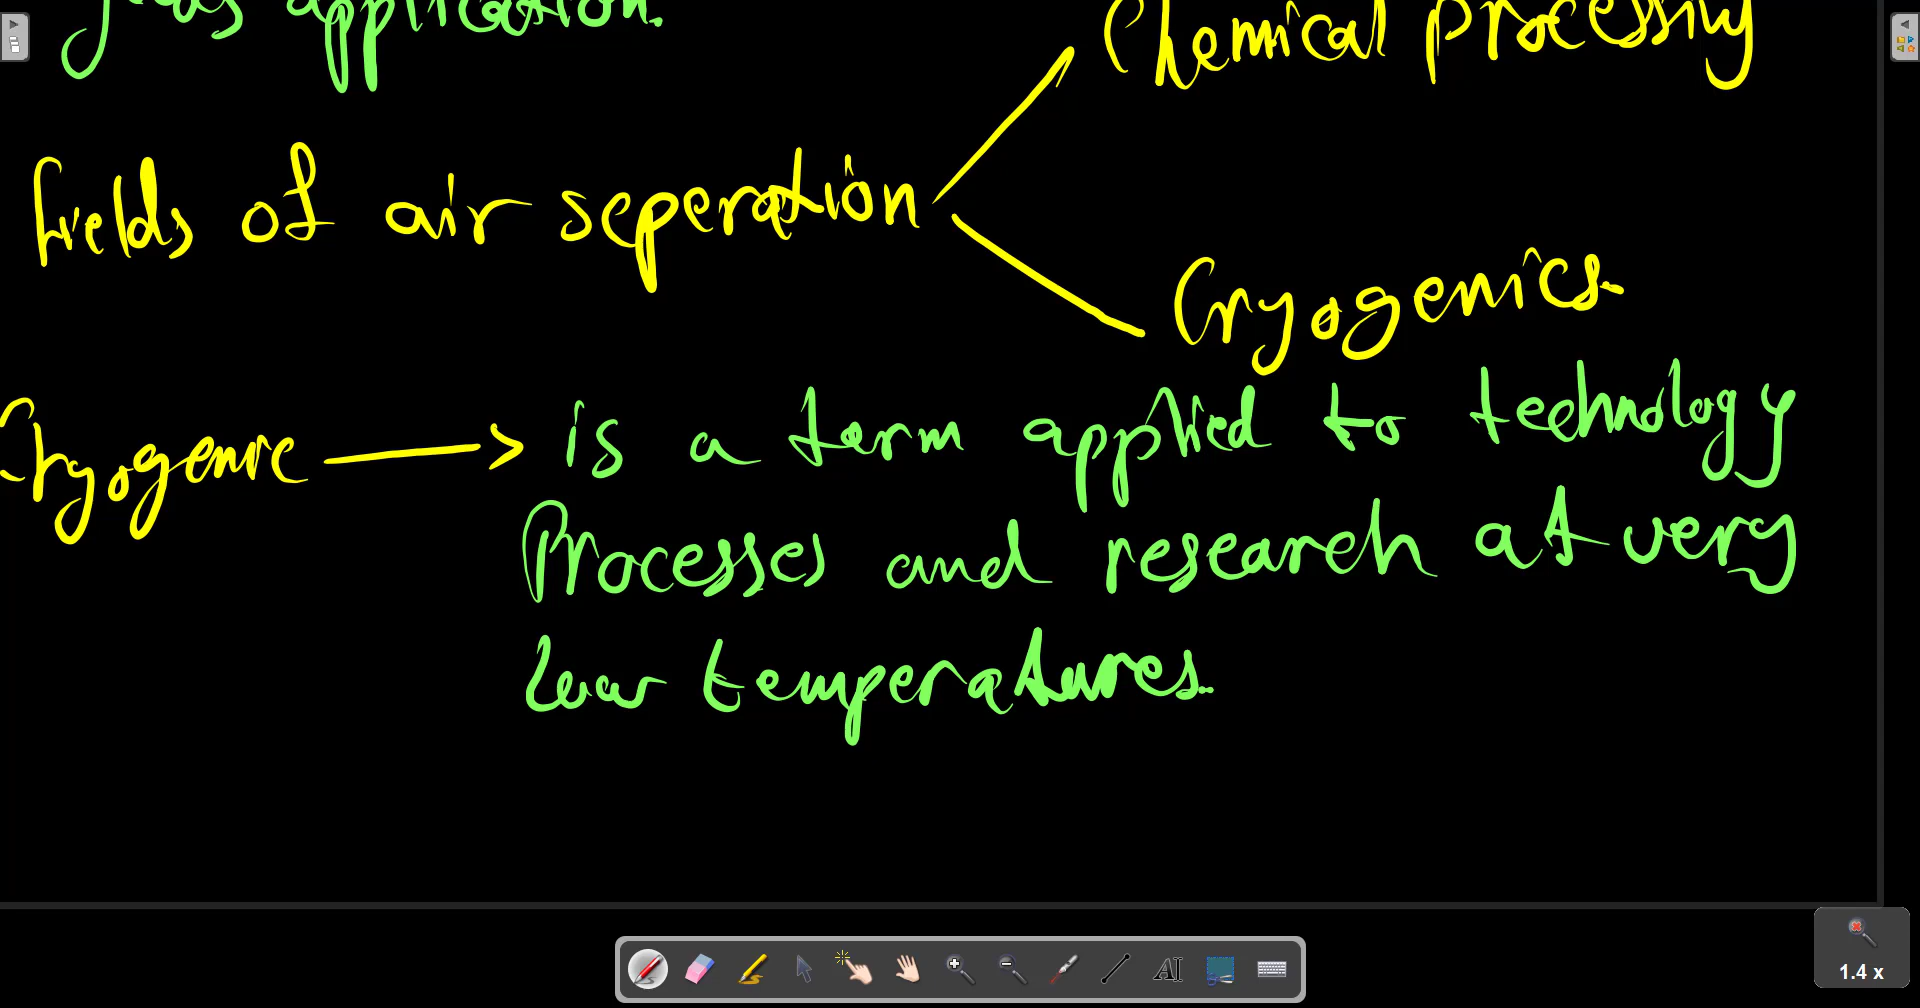 application.
Chemical processing
fields of air seperation
Cryogenics.
Cryogenic → is a term applied to technology
Processes and research at very
low temperatures.
1.4 x